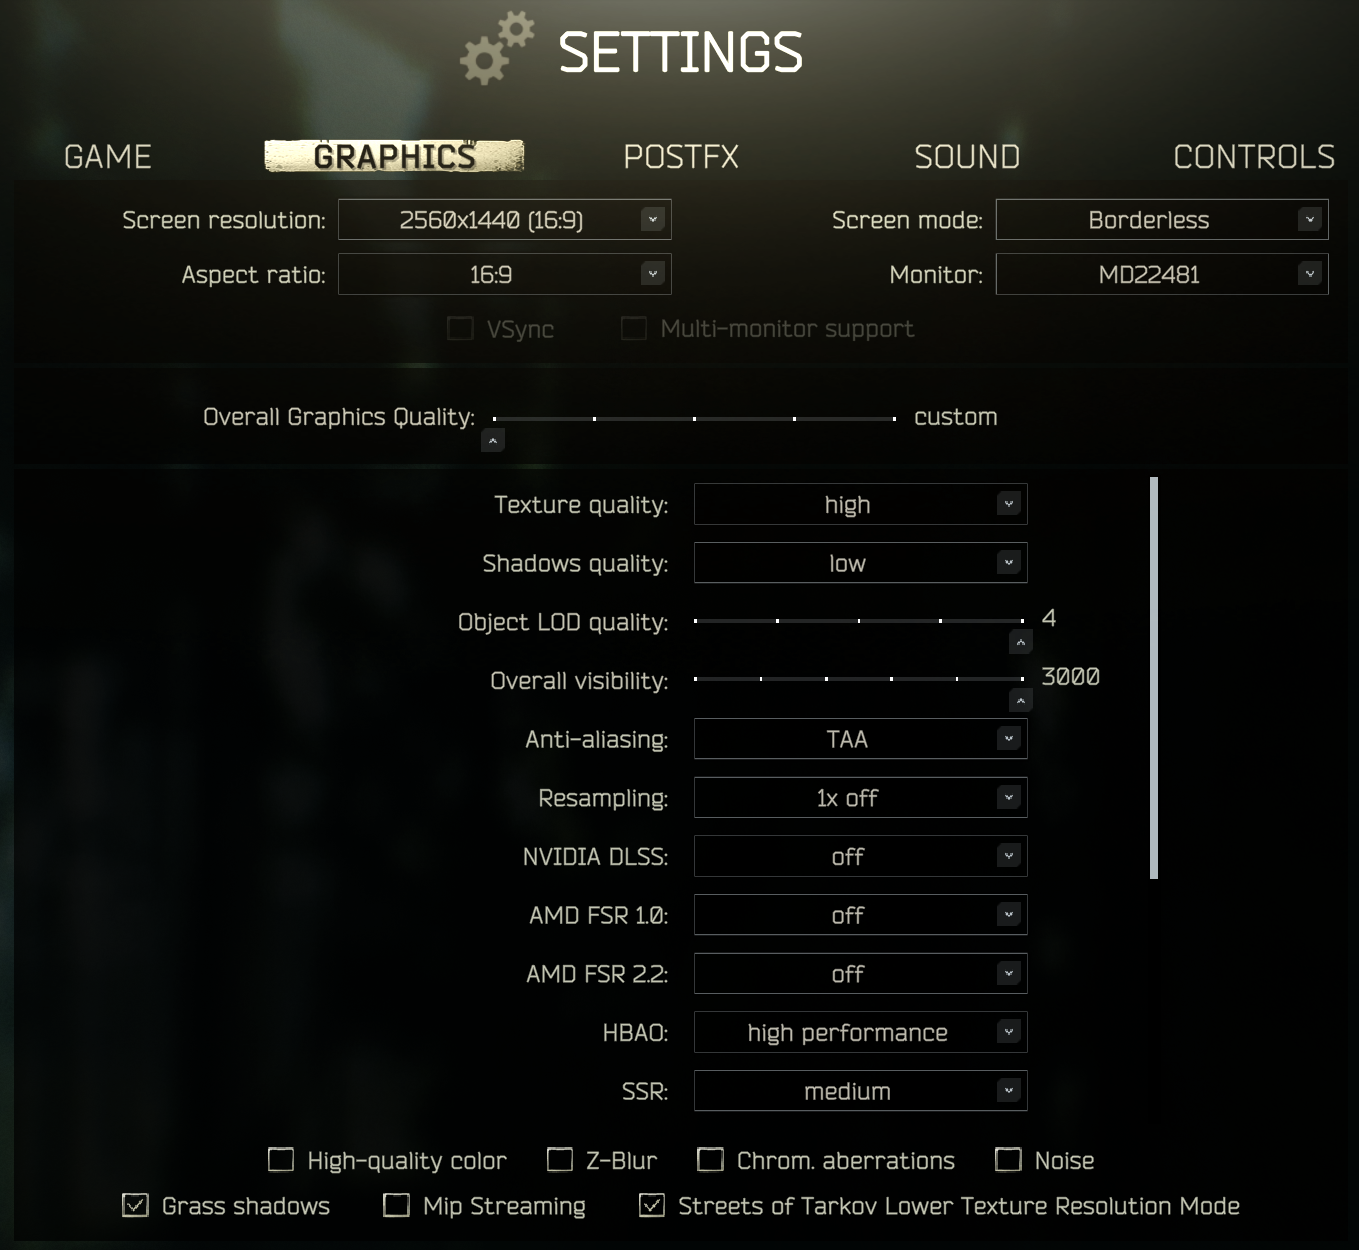 SETTINGS
GAME GRAPHICS POSTFX SOUND CONTROLS
Screen resolution: 2560x1440 (16:9) Screen mode: Borderless
Aspect ratio: 16:9 Monitor: MD22481
VSync Multi-monitor support
Overall Graphics Quality: custom
Texture quality: high
Shadows quality: low
Object LOD quality: 4
Overall visibility: 3000
Anti-aliasing: TAA
Resampling: 1x off
NVIDIA DLSS: off
AMD FSR 1.0: off
AMD FSR 2.2: off
HBAO: high performance
SSR: medium
High-quality color Z-Blur Chrom. aberrations Noise
Grass shadows Mip Streaming Streets of Tarkov Lower Texture Resolution Mode